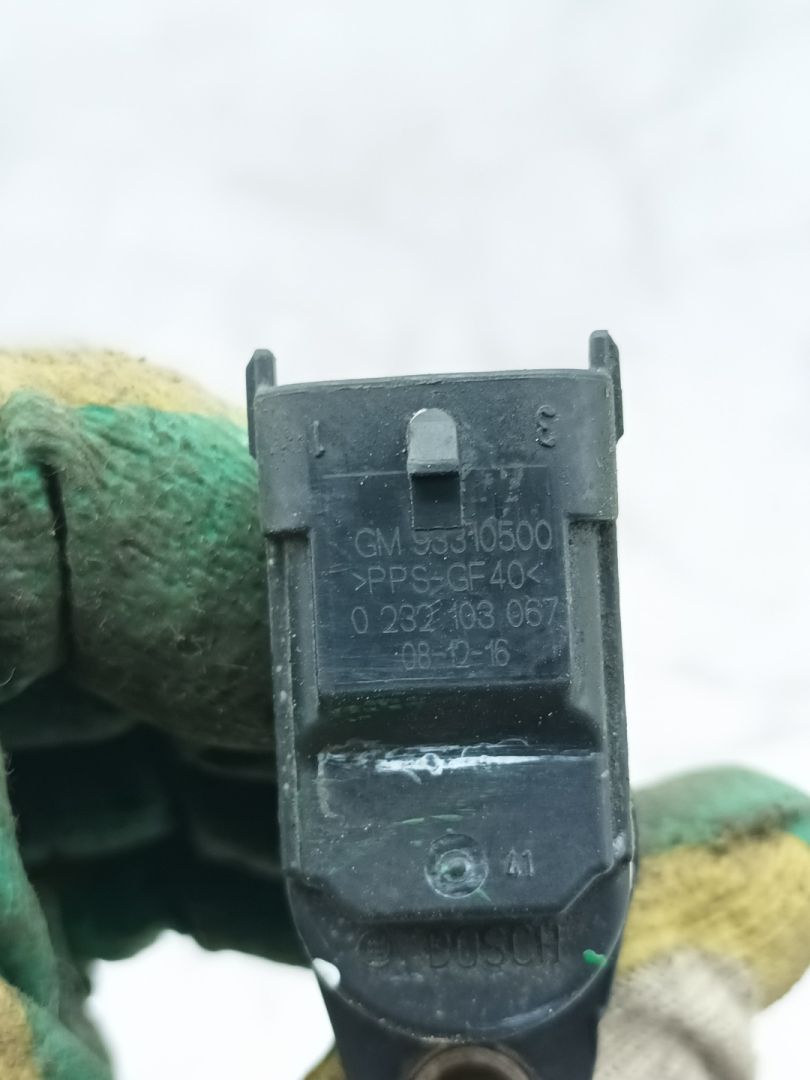 1 3
GM 93310500
>PPS-GF40<
0 232 103 067
08-12-16
41
BOSCH